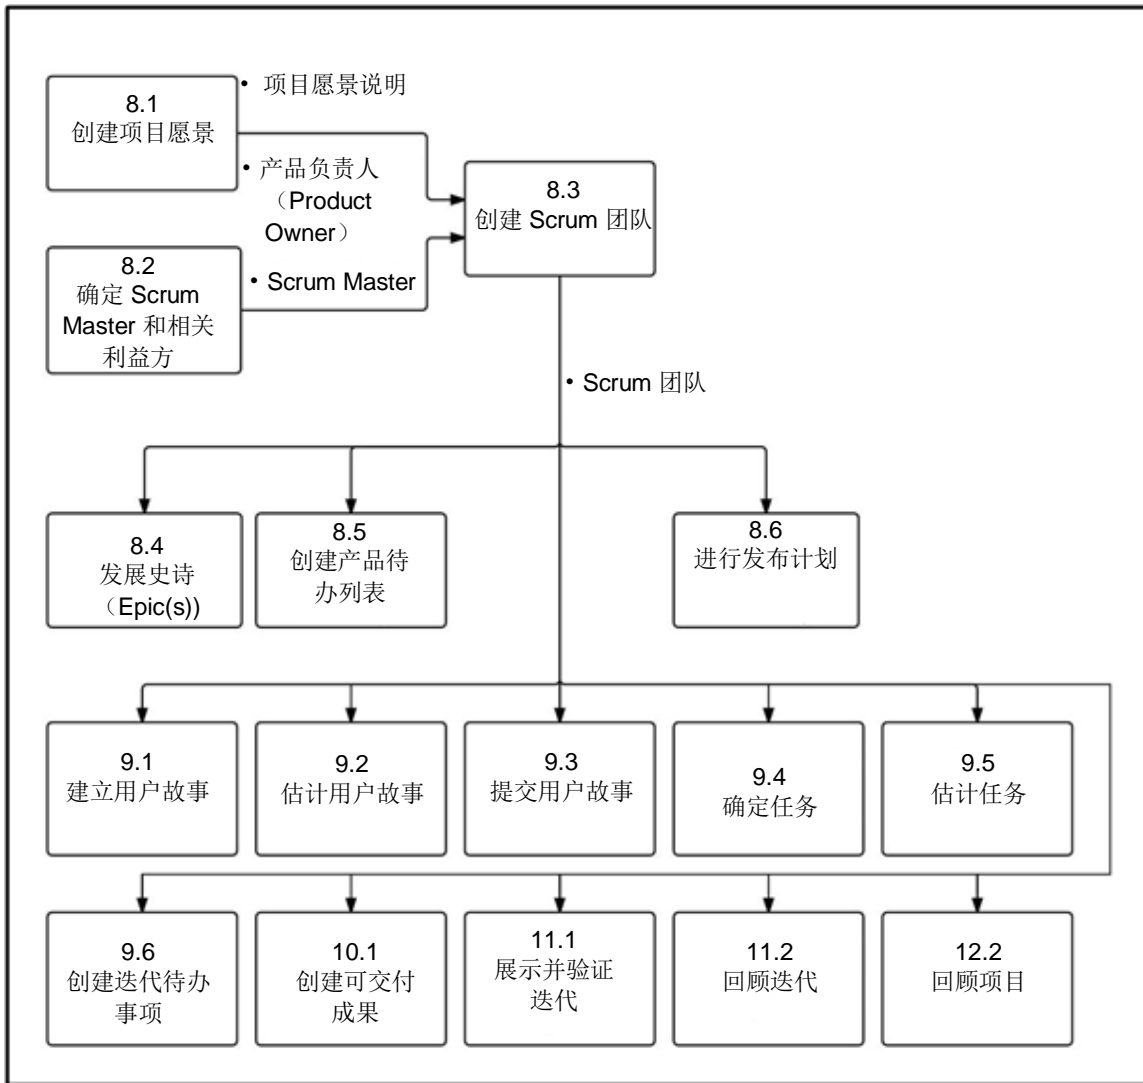 • 项目愿景说明
8.1
创建项目愿景
• 产品负责人
（Product
Owner）
8.3
创建 Scrum 团队
8.2
确定 Scrum
Master 和相关
利益方
• Scrum Master
• Scrum 团队
8.4
发展史诗
（Epic(s))
8.5
创建产品待
办列表
8.6
进行发布计划
9.1
建立用户故事
9.2
估计用户故事
9.3
提交用户故事
9.4
确定任务
9.5
估计任务
9.6
创建迭代待办
事项
10.1
创建可交付
成果
11.1
展示并验证
迭代
11.2
回顾迭代
12.2
回顾项目